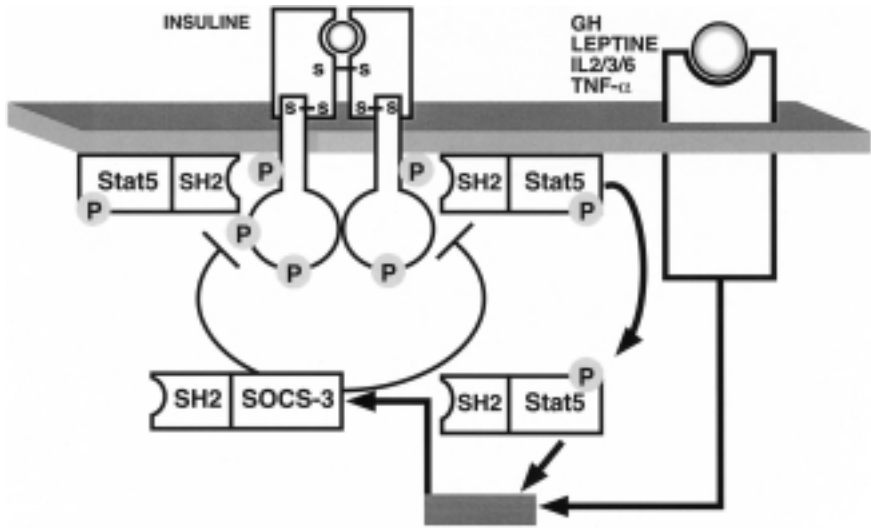 INSULINE
GH
LEPTINE
IL2/3/6
TNF-α
s s
s s
s s
Stat5 SH2
P
P
SH2 Stat5
P
P
P
P
P
P
SH2 SOCS-3
SH2 Stat5